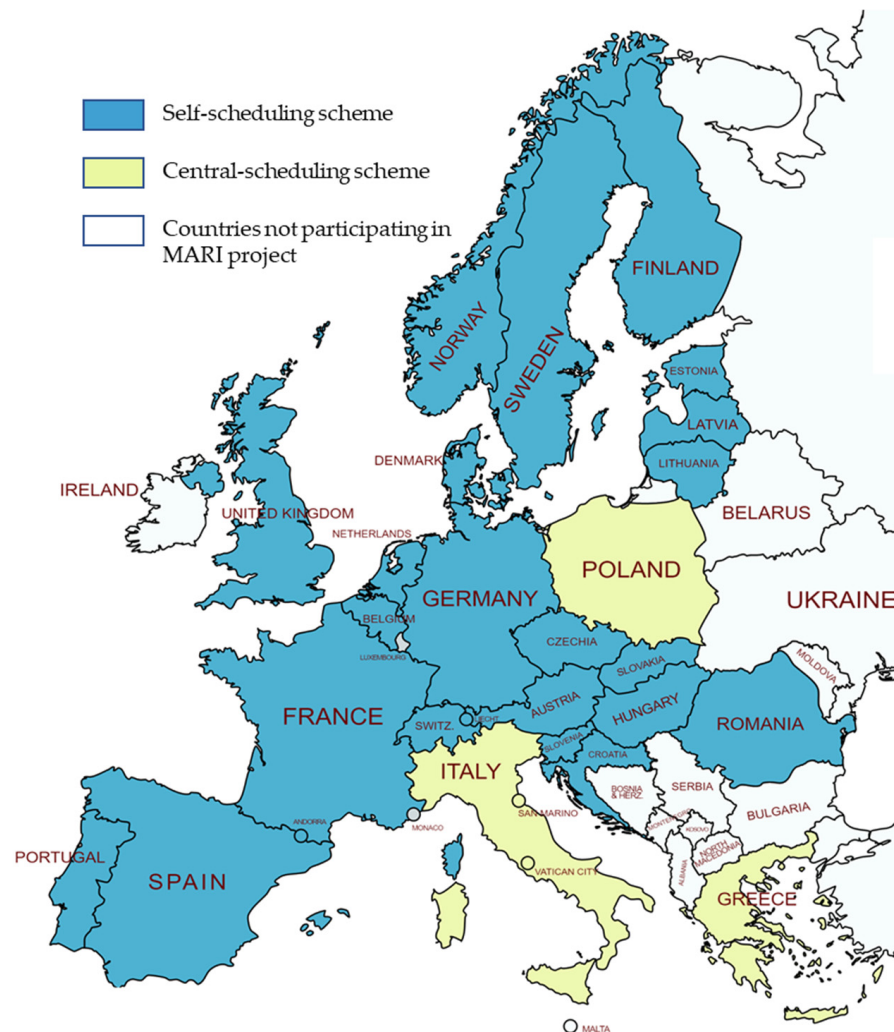 Self-scheduling scheme
Central-scheduling scheme
Countries not participating in
MARI project
FINLAND
NORWAY
SWEDEN
ESTONIA
LATVIA
LITHUANIA
DENMARK
IRELAND
UNITED KINGDOM
NETHERLANDS
BELARUS
POLAND
GERMANY
UKRAINE
BELGIUM
LUXEMBOURG
CZECHIA
SLOVAKIA
MOLDOVA
AUSTRIA
HUNGARY
FRANCE
SWITZ.
LIECHT.
ROMANIA
SLOVENIA
CROATIA
ITALY
BOSNIA
& HERZ.
SERBIA
SAN MARINO
BULGARIA
MONTENEGRO
KOSOVO
ANDORRA
MONACO
NORTH
MACEDONIA
PORTUGAL
SPAIN
VATICAN CITY
ALBANIA
GREECE
MALTA